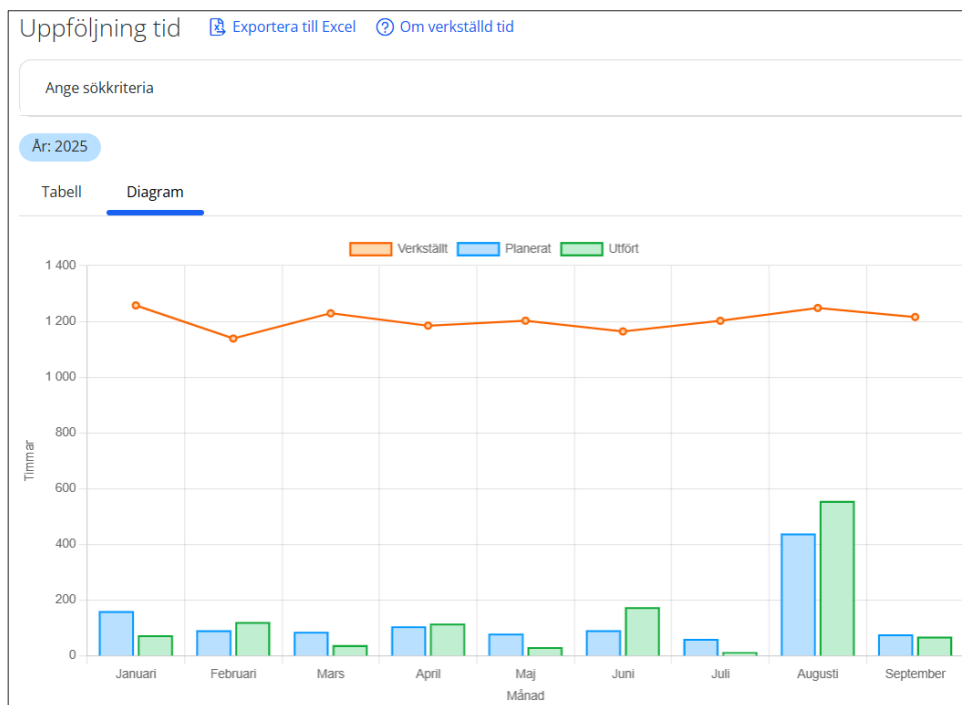 Uppföljning tid Exportera till Excel Om verkställd tid
Ange sökkriteria
År: 2025
Tabell Diagram
Verkställt Planerat Utfört
1 400
1 200
1 000
800
600
400
200
0
Timmar
Januari Februari Mars April Maj Juni Juli Augusti September
Månad